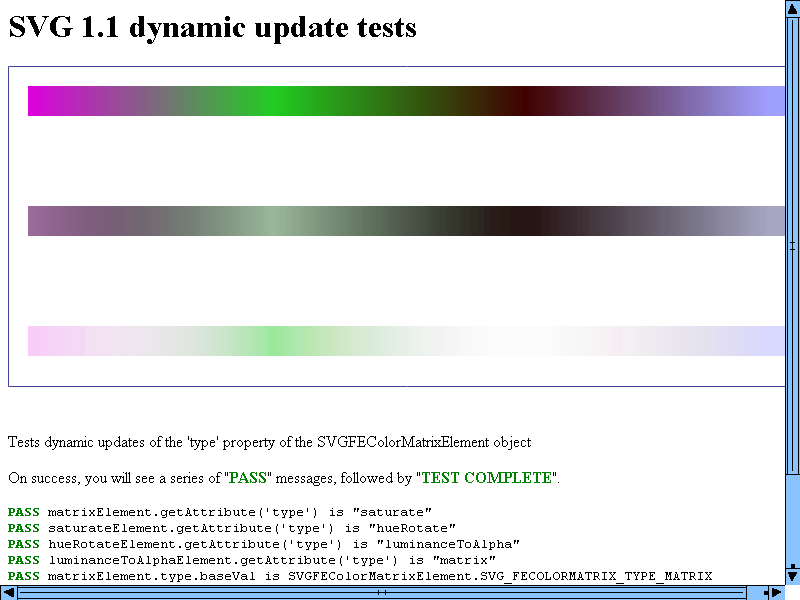 SVG 1.1 dynamic update tests
Tests dynamic updates of the 'type' property of the SVGFEColorMatrixElement object
On success, you will see a series of "PASS" messages, followed by "TEST COMPLETE".
PASS matrixElement.getAttribute('type') is "saturate"
PASS saturateElement.getAttribute('type') is "hueRotate"
PASS hueRotateElement.getAttribute('type') is "luminanceToAlpha"
PASS luminanceToAlphaElement.getAttribute('type') is "matrix"
PASS matrixElement.type.baseVal is SVGFEColorMatrixElement.SVG_FECOLORMATRIX_TYPE_MATRIX